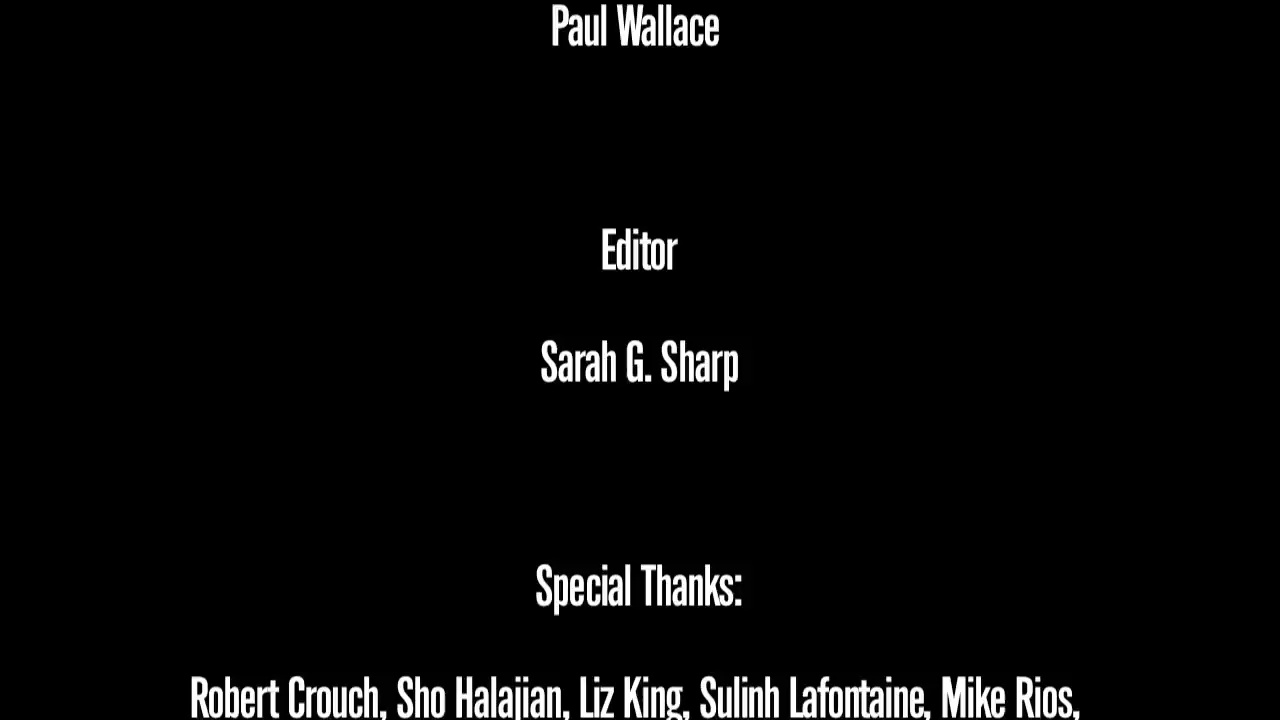 Paul Wallace
Editor
Sarah G. Sharp
Special Thanks:
Robert Crouch, Sho Halajian, Liz King, Sulinh Lafontaine, Mike Rios,